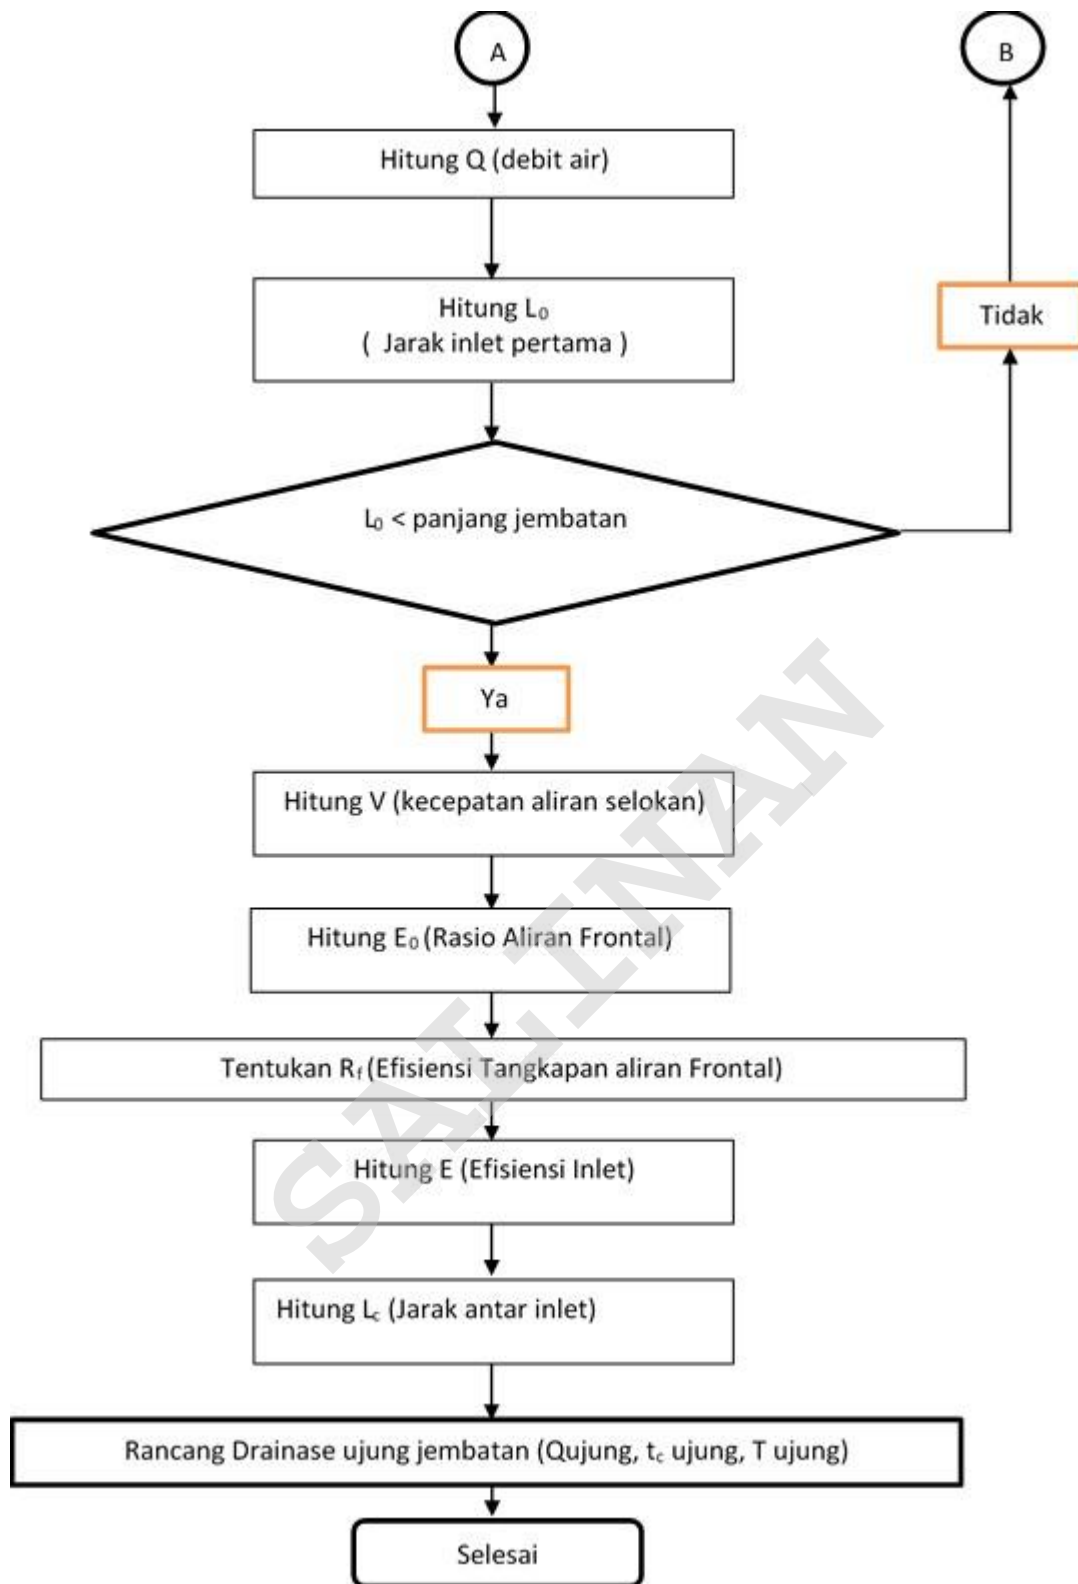 A
B
Hitung Q (debit air)
Hitung L₀
( Jarak inlet pertama )
Tidak
L₀ < panjang jembatan
Ya
Hitung V (kecepatan aliran selokan)
Hitung E₀ (Rasio Aliran Frontal)
Tentukan Rf (Efisiensi Tangkapan aliran Frontal)
Hitung E (Efisiensi Inlet)
Hitung Lc (Jarak antar inlet)
Rancang Drainase ujung jembatan (Qujung, tc ujung, T ujung)
Selesai
SALINAN